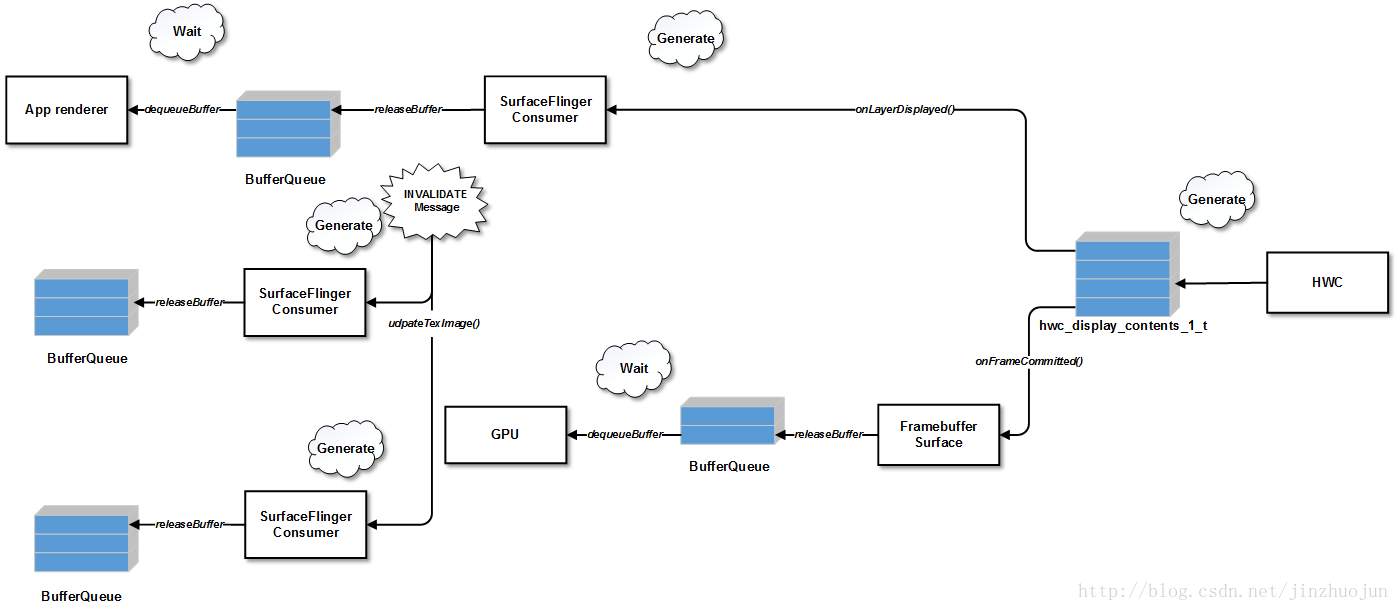 Wait
Generate
App renderer
dequeueBuffer
releaseBuffer
SurfaceFlinger
Consumer
onLayerDisplayed()
BufferQueue
INVALIDATE
Message
Generate
Generate
SurfaceFlinger
Consumer
releaseBuffer
BufferQueue
udpateTexImage()
HWC
hwc_display_contents_1_t
onFrameCommitted()
Wait
GPU
dequeueBuffer
releaseBuffer
Framebuffer
Surface
BufferQueue
Generate
SurfaceFlinger
Consumer
releaseBuffer
BufferQueue
http://blog.csdn.net/jinzhuojun